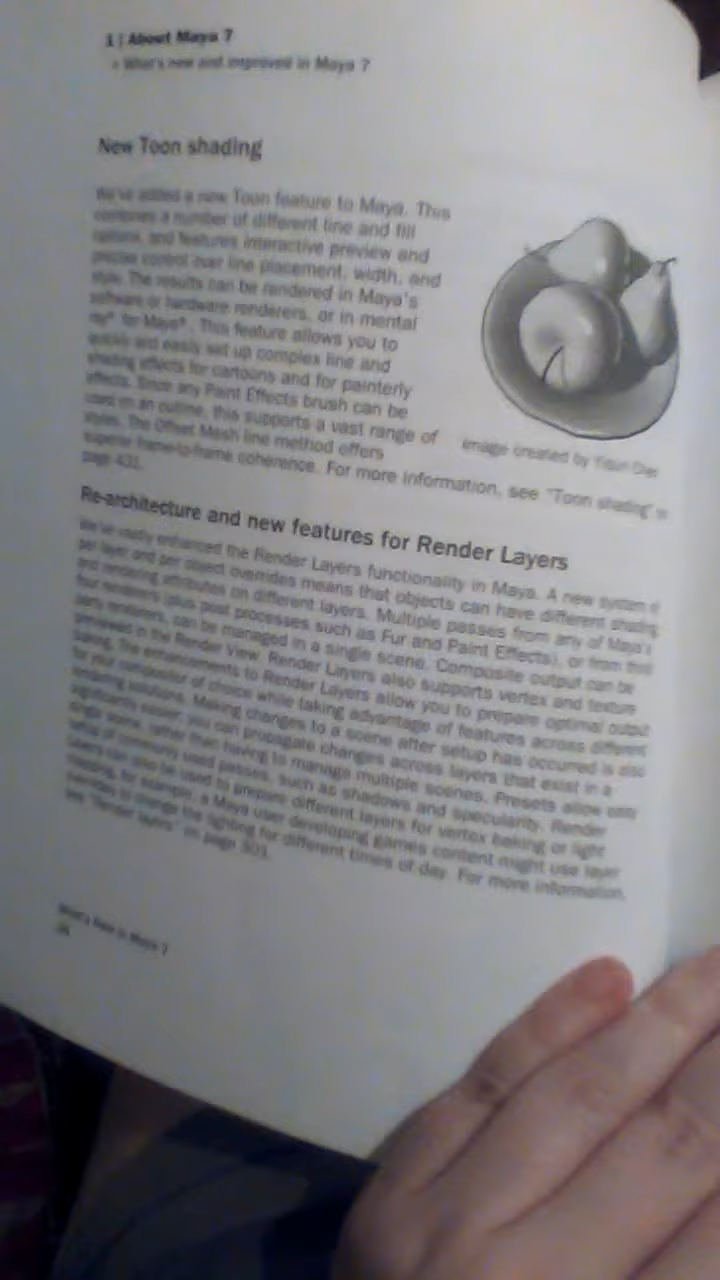 1 | About Maya 7
> What's new and improved in Maya 7
New Toon shading
We've added a new Toon feature to Maya. This
combines a number of different line and fill
options, and features interactive preview and
precise control over line placement, width, and
style. The results can be rendered in Maya's
software or hardware renderers, or in mental
ray® for Maya®. This feature allows you to
quickly and easily set up complex line and
shading effects for cartoons and for painterly
effects. Since any Paint Effects brush can be
used on an outline, this supports a vast range of
styles. The Offset Mesh line method offers
superior frame-to-frame coherence. For more information, see "Toon shading" on
page 431.
Image created by
Re-architecture and new features for Render Layers
We've vastly enhanced the Render Layers functionality in Maya. A new system of
per layer and per object overrides means that objects can have different shading
and rendering attributes on different layers. Multiple passes from any of Maya's
four renderers (plus post processes such as Fur and Paint Effects), or from third
party renderers, can be managed in a single scene. Composite output can be
previewed in the Render View. Render Layers also supports vertex and texture
baking. The enhancements to Render Layers allow you to prepare optimal output
for your compositor of choice while taking advantage of features across different
rendering solutions. Making changes to a scene after setup has occurred is also
significantly easier; you can propagate changes across layers that exist in a
single scene, rather than having to manage multiple scenes. Presets allow easy
setup of commonly used passes, such as shadows and specularity. Render
Layers can also be used to prepare different layers for vertex baking or light
mapping, for example, a Maya user developing games content might use layer
overrides to change the lighting for different times of day. For more information,
see "Render layers" on page 303.
What's New in Maya 7